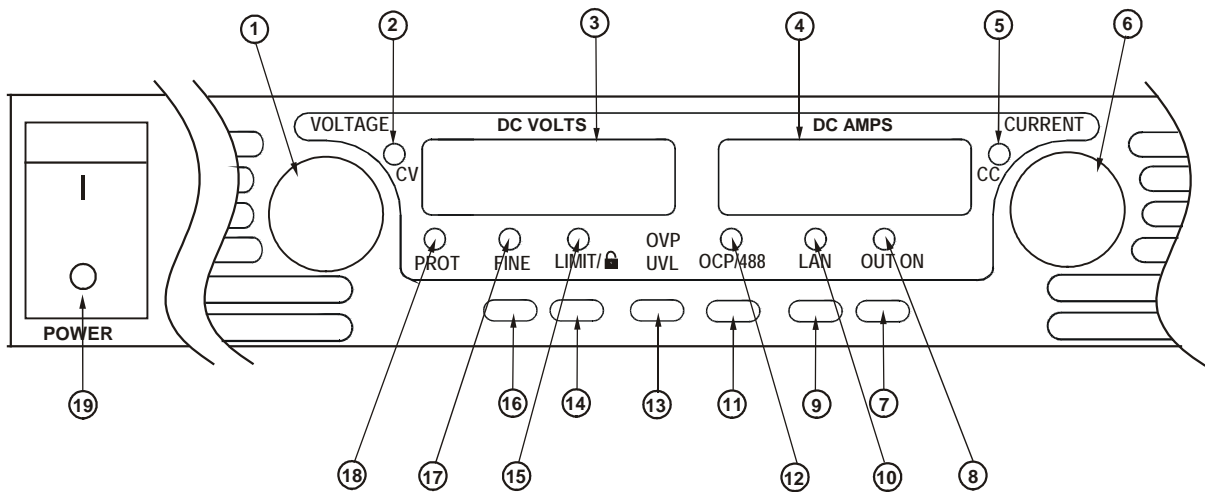 1 2 3 4 5 6
VOLTAGE DC VOLTS DC AMPS CURRENT
CV CC
I
PROT FINE LIMIT/ OVP UVL OCP/488 LAN OUT ON
POWER
19 16 14 13 11 9 7
18 17 15 12 10 8